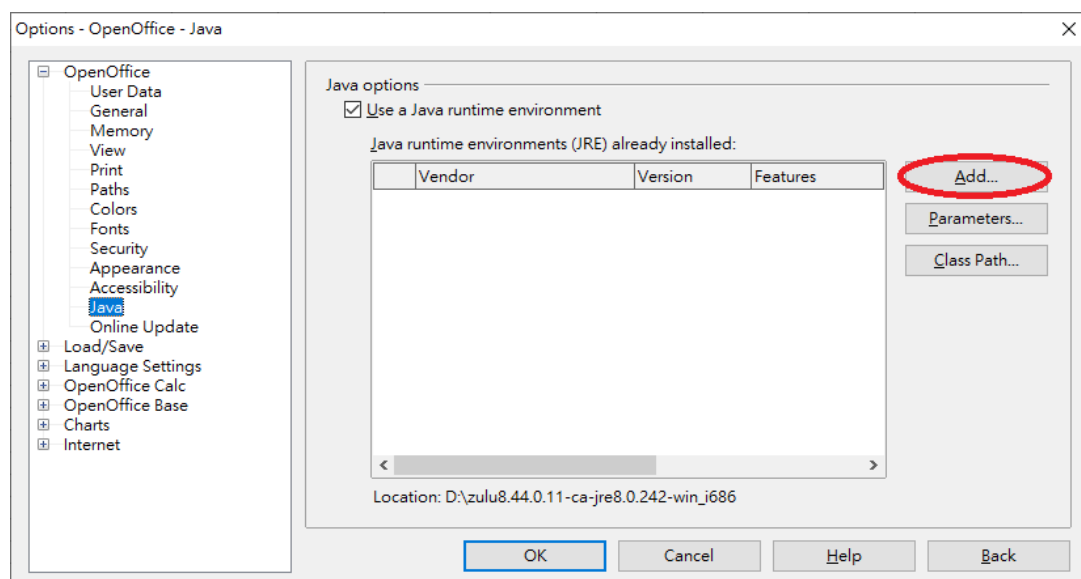 Options - OpenOffice - Java
OpenOffice
User Data
General
Memory
View
Print
Paths
Colors
Fonts
Security
Appearance
Accessibility
Java
Online Update
Load/Save
Language Settings
OpenOffice Calc
OpenOffice Base
Charts
Internet
Java options
Use a Java runtime environment
Java runtime environments (JRE) already installed:
Vendor Version Features
Add...
Parameters...
Class Path...
Location: D:\zulu8.44.0.11-ca-jre8.0.242-win_i686
OK Cancel Help Back